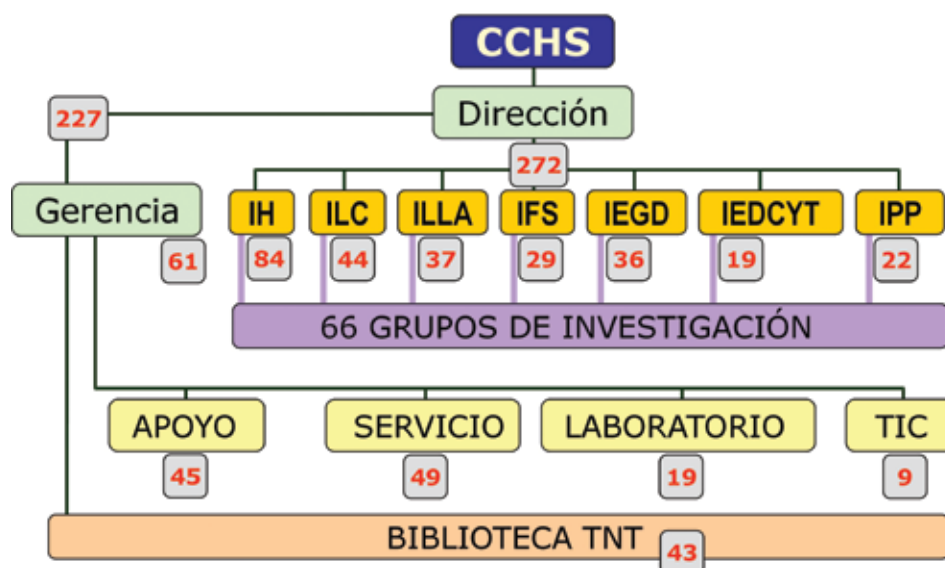 CCHS
227
Dirección
272
Gerencia
IH
ILC
ILLA
IFS
IEGD
IEDCYT
IPP
61
84
44
37
29
36
19
22
66 GRUPOS DE INVESTIGACIÓN
APOYO
SERVICIO
LABORATORIO
TIC
45
49
19
9
BIBLIOTECA TNT
43